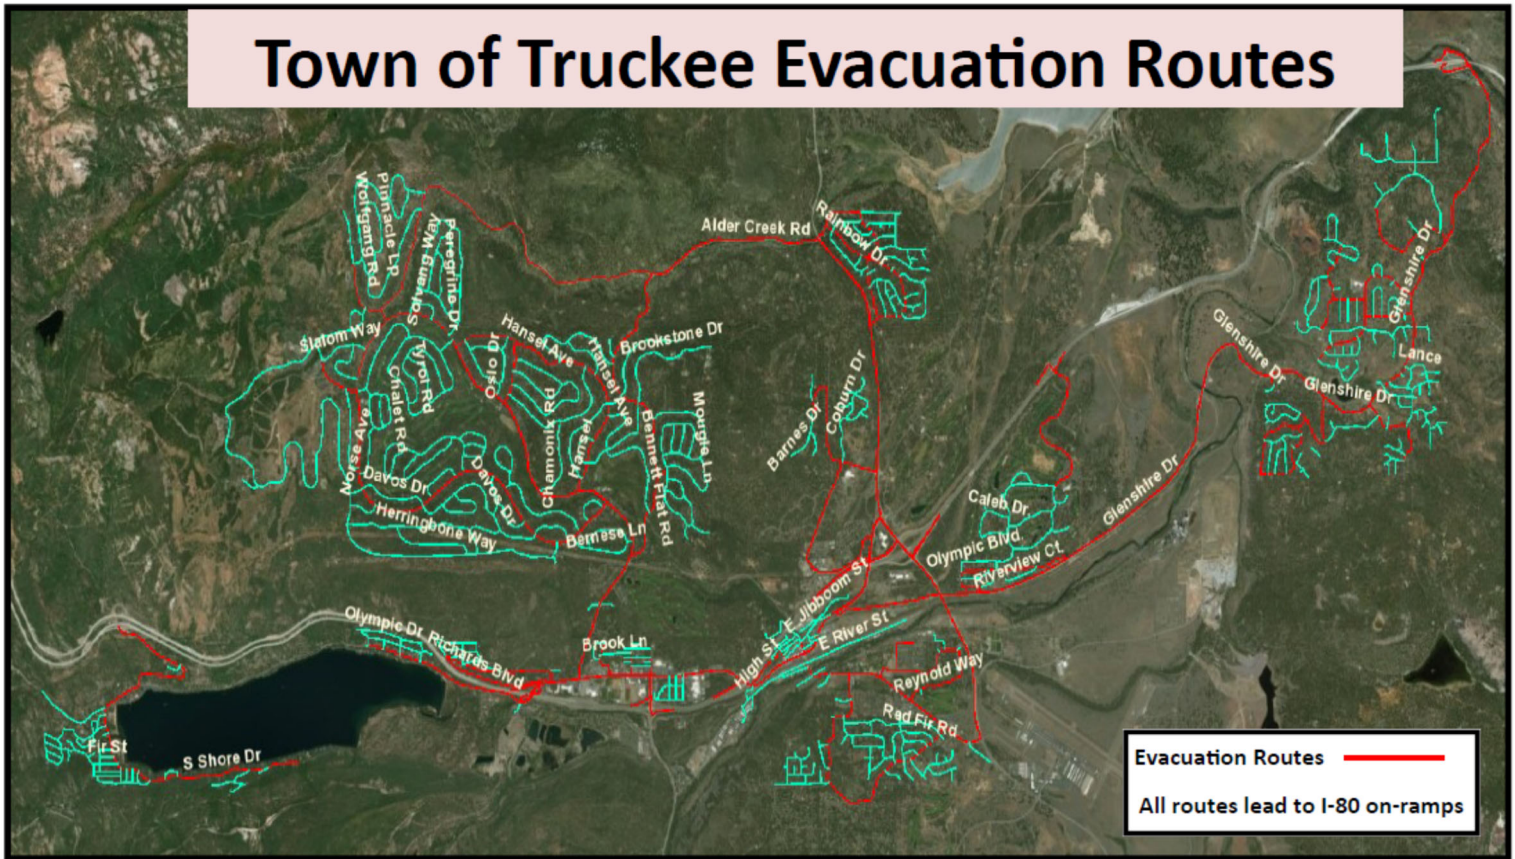 Town of Truckee Evacuation Routes
Wolfgang Rd
Pinnacle Lp
Solvang Way
Peregrine Dr
Alder Creek Rd
Rainbow Dr
Slalom Way
Tyrol Rd
Chalet Rd
Oslo Dr
Hansel Ave
Hansel Ave
Brookstone Dr
Norse Ave
Chamonix Rd
Hansel
Bennett Flat Rd
Mougle Ln
Davos Dr
Davos Dr
Herringbone Way
Bernese Ln
Barnes Dr
Coburn Dr
Glenshire Dr
Glenshire Dr
Lance
Glenshire Dr
Glenshire Dr
Caleb Dr
Olympic Blvd
Riverview Ct
E Jibboom St
E River St
High St
Brook Ln
Olympic Dr
Richards Blvd
Reynold Way
Red Fir Rd
Fir St
S Shore Dr
Evacuation Routes
All routes lead to I-80 on-ramps